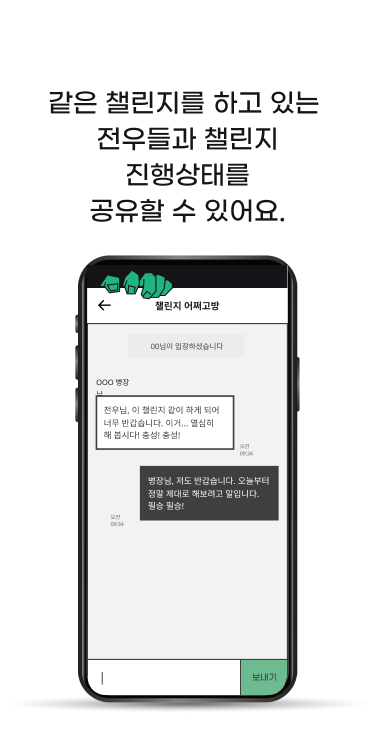 같은 챌린지를 하고 있는
전우들과 챌린지
진행상태를
공유할 수 있어요.
챌린지 어쩌고방
00님이 입장하셨습니다
OOO 병장
님
전우님, 이 챌린지 같이 하게 되어
너무 반갑습니다. 이거... 열심히
해 봅시다! 충성! 충성!
오전
09:34
병장님, 저도 반갑습니다. 오늘부터
정말 제대로 해보려고 말입니다.
필승 필승!
오전
09:34
보내기